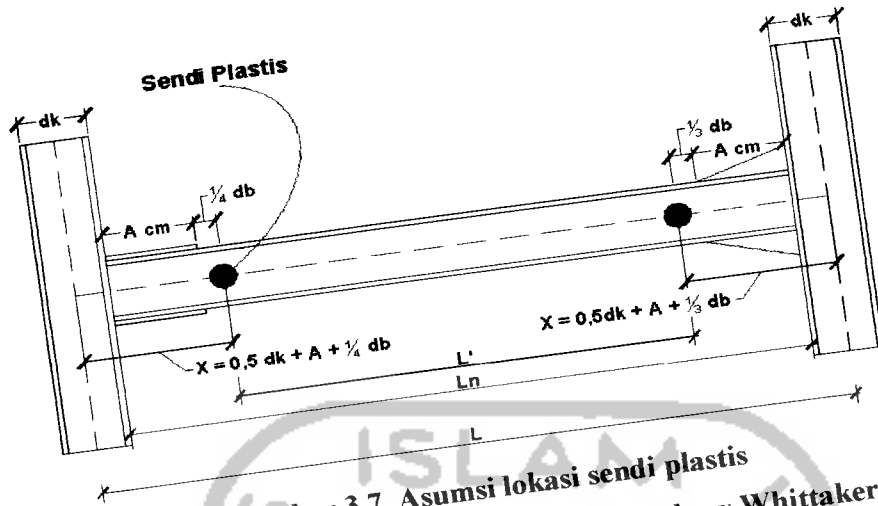 dk
Sendi Plastis
dk
⅓ db
A cm
¼ db
A cm
X = 0,5 dk + A + ¼ db
X = 0,5dk + A + ⅓ db
L'
Ln
L
ISLAM
3.7 Asumsi lokasi sendi plastis
Whittaker